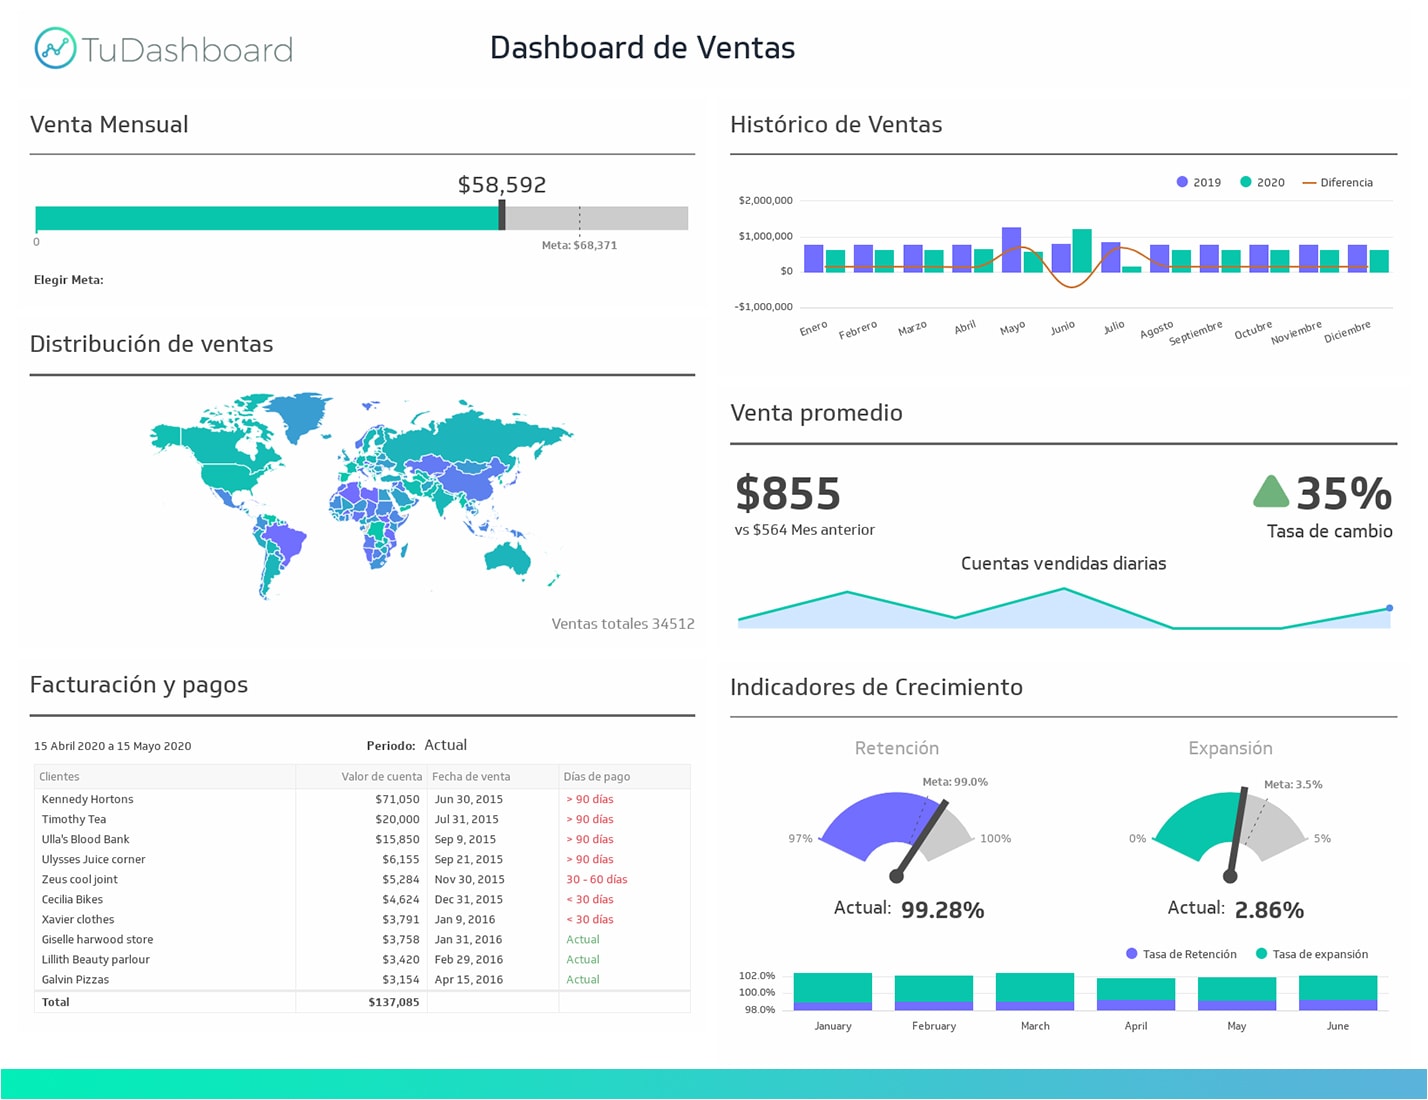 TuDashboard
Dashboard de Ventas
Venta Mensual
$58,592
0
Meta: $68,371
Elegir Meta:
Histórico de Ventas
2019 2020 Diferencia
$2,000,000
$1,000,000
$0
-$1,000,000
Enero Febrero Marzo Abril Mayo Junio Julio Agosto Septiembre Octubre Noviembre Diciembre
Distribución de ventas
Ventas totales 34512
Venta promedio
$855
vs $564 Mes anterior
35%
Tasa de cambio
Cuentas vendidas diarias
Facturación y pagos
15 Abril 2020 a 15 Mayo 2020 Periodo: Actual
Clientes Valor de cuenta Fecha de venta Días de pago
Kennedy Hortons $71,050 Jun 30, 2015 > 90 días
Timothy Tea $20,000 Jul 31, 2015 > 90 días
Ulla's Blood Bank $15,850 Sep 9, 2015 > 90 días
Ulysses Juice corner $6,155 Sep 21, 2015 > 90 días
Zeus cool joint $5,284 Nov 30, 2015 30 - 60 días
Cecilia Bikes $4,624 Dec 31, 2015 < 30 días
Xavier clothes $3,791 Jan 9, 2016 < 30 días
Giselle harwood store $3,758 Jan 31, 2016 Actual
Lillith Beauty parlour $3,420 Feb 29, 2016 Actual
Galvin Pizzas $3,154 Apr 15, 2016 Actual
Total $137,085
Indicadores de Crecimiento
Retención
Meta: 99.0%
97% 100%
Actual: 99.28%
Expansión
Meta: 3.5%
0% 5%
Actual: 2.86%
Tasa de Retención Tasa de expansión
102.0%
100.0%
98.0%
January February March April May June